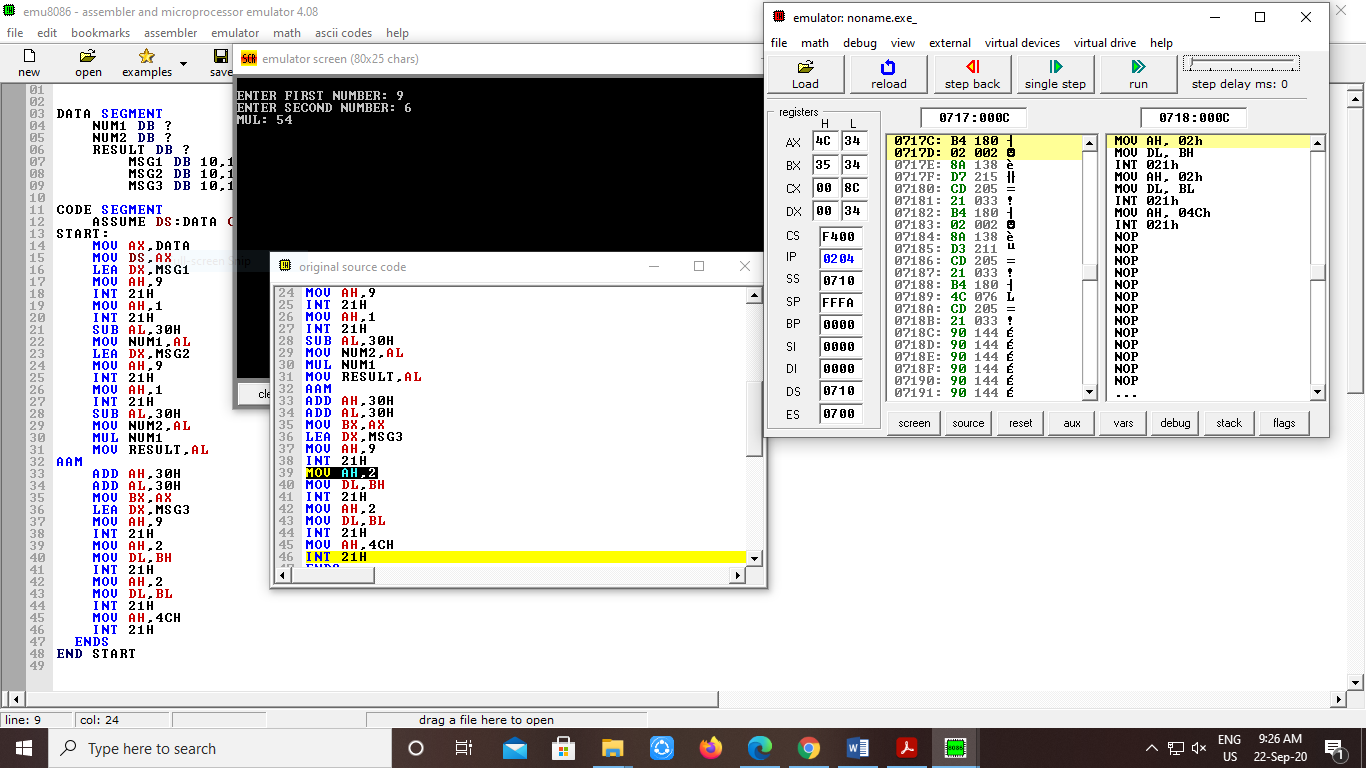 emu8086 - assembler and microprocessor emulator 4.08
file edit bookmarks assembler emulator math ascii codes help
new open examples save
01
02
03 DATA SEGMENT
04 NUM1 DB ?
05 NUM2 DB ?
06 RESULT DB ?
07 MSG1 DB 10,1
08 MSG2 DB 10,1
09 MSG3 DB 10,1
10
11 CODE SEGMENT
12 ASSUME DS:DATA C
13 START:
14 MOV AX,DATA
15 MOV DS,AX
16 LEA DX,MSG1
17 MOV AH,9
18 INT 21H
19 MOV AH,1
20 INT 21H
21 SUB AL,30H
22 MOV NUM1,AL
23 LEA DX,MSG2
24 MOV AH,9
25 INT 21H
26 MOV AH,1
27 INT 21H
28 SUB AL,30H
29 MOV NUM2,AL
30 MUL NUM1
31 MOV RESULT,AL
32 AAM
33 ADD AH,30H
34 ADD AL,30H
35 MOV BX,AX
36 LEA DX,MSG3
37 MOV AH,9
38 INT 21H
39 MOV AH,2
40 MOV DL,BH
41 INT 21H
42 MOV AH,2
43 MOV DL,BL
44 INT 21H
45 MOV AH,4CH
46 INT 21H
47 ENDS
48 END START
49
line: 9 col: 24 drag a file here to open
emulator screen (80x25 chars)
ENTER FIRST NUMBER: 9
ENTER SECOND NUMBER: 6
MUL: 54
cle
original source code
24 MOV AH,9
25 INT 21H
26 MOV AH,1
27 INT 21H
28 SUB AL,30H
29 MOV NUM2,AL
30 MUL NUM1
31 MOV RESULT,AL
32 AAM
33 ADD AH,30H
34 ADD AL,30H
35 MOV BX,AX
36 LEA DX,MSG3
37 MOV AH,9
38 INT 21H
39 MOV AH,2
40 MOV DL,BH
41 INT 21H
42 MOV AH,2
43 MOV DL,BL
44 INT 21H
45 MOV AH,4CH
46 INT 21H
emulator: noname.exe_
file math debug view external virtual devices virtual drive help
Load reload step back single step run step delay ms: 0
registers
H L
AX 4C 34
BX 35 34
CX 00 8C
DX 00 34
CS F400
IP 0204
SS 0710
SP FFFA
BP 0000
SI 0000
DI 0000
DS 0710
ES 0700
0717:000C
0717C: B4 180 ┤
0717D: 02 002 ☻
0717E: 8A 138 è
0717F: D7 215 ╫
07180: CD 205 =
07181: 21 033 !
07182: B4 180 ┤
07183: 02 002 ☻
07184: 8A 138 è
07185: D3 211 ╙
07186: CD 205 =
07187: 21 033 !
07188: B4 180 ┤
07189: 4C 076 L
0718A: CD 205 =
0718B: 21 033 !
0718C: 90 144 É
0718D: 90 144 É
0718E: 90 144 É
0718F: 90 144 É
07190: 90 144 É
07191: 90 144 É
0718:000C
MOV AH, 02h
MOV DL, BH
INT 021h
MOV AH, 02h
MOV DL, BL
INT 021h
MOV AH, 04Ch
INT 021h
NOP
NOP
NOP
NOP
NOP
NOP
NOP
NOP
NOP
NOP
NOP
NOP
NOP
...
screen source reset aux vars debug stack flags
Type here to search
ENG
US
9:26 AM
22-Sep-20
1